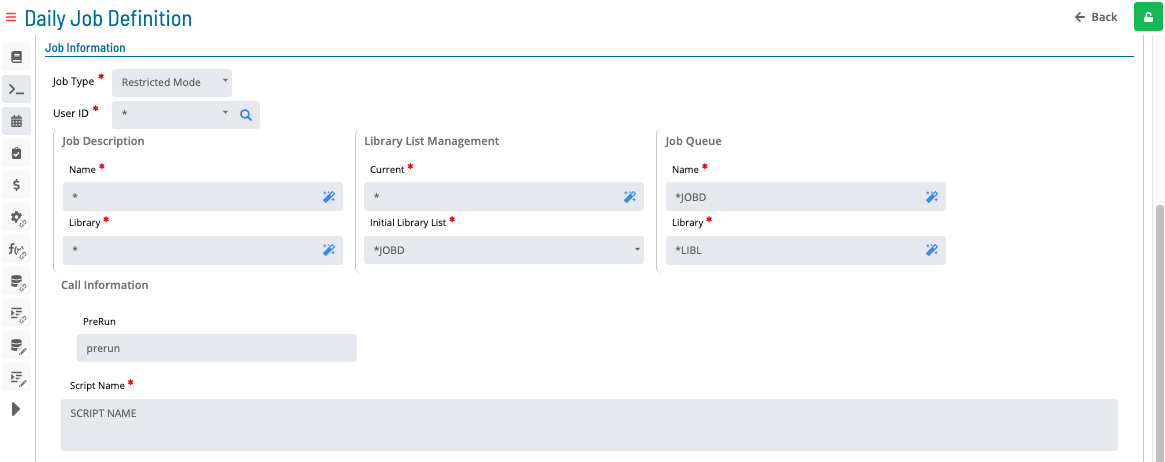 Daily Job Definition
Back
Job Information
Job Type *
Restricted Mode
User ID *
*
Job Description
Library List Management
Job Queue
Name *
Current *
Name *
*
*
*JOBD
Library *
Initial Library List *
Library *
*
*JOBD
*LIBL
Call Information
PreRun
prerun
Script Name *
SCRIPT NAME